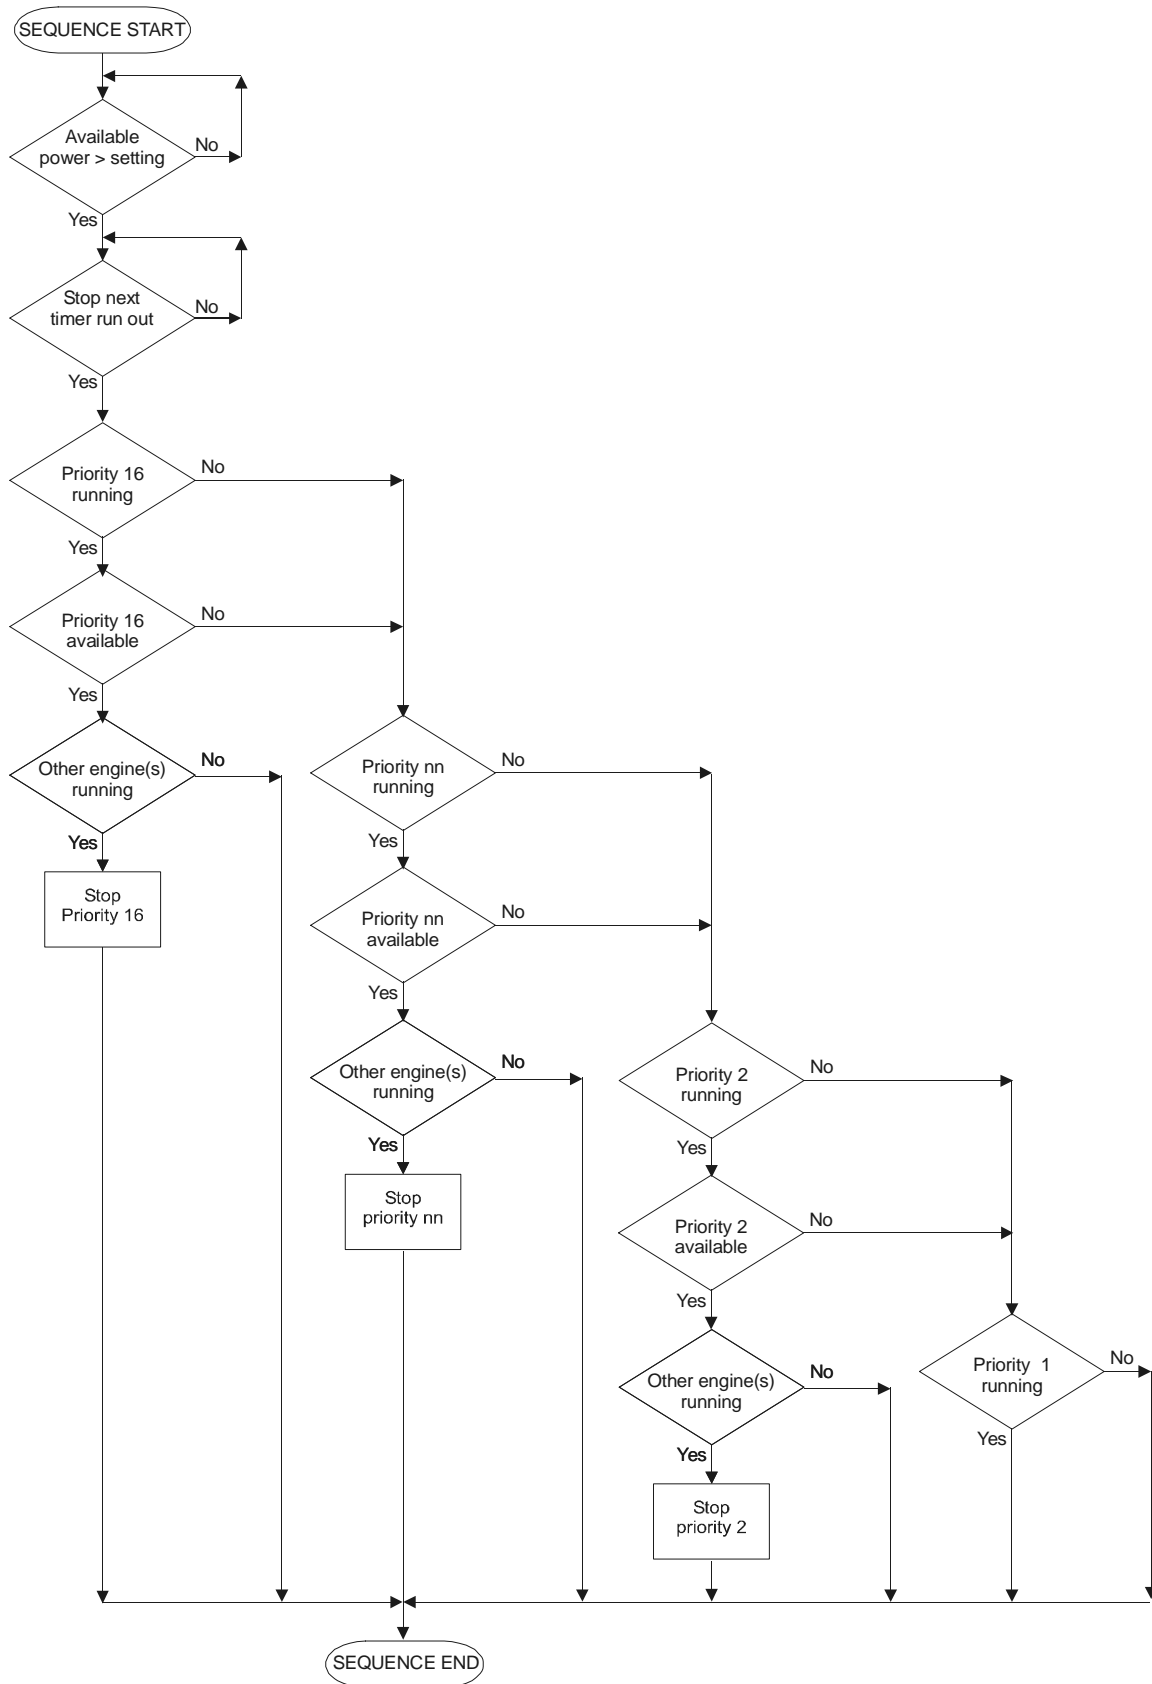 SEQUENCE START
Available
power > setting
No
Yes
Stop next
timer run out
No
Yes
Priority 16
running
No
Yes
Priority 16
available
No
Yes
Other engine(s)
running
No
Yes
Stop
Priority 16
Priority nn
running
No
Yes
Priority nn
available
No
Yes
Other engine(s)
running
No
Yes
Stop
priority nn
Priority 2
running
No
Yes
Priority 2
available
No
Yes
Other engine(s)
running
No
Yes
Stop
priority 2
Priority 1
running
No
Yes
SEQUENCE END